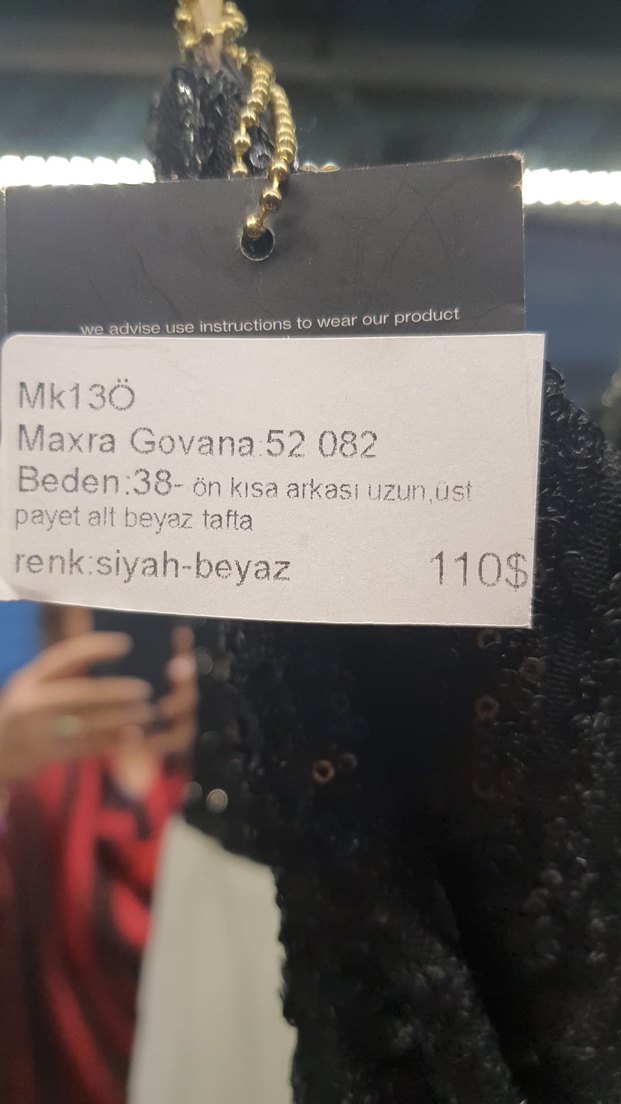 we advise use instructions to wear our product
Mk13Ö
Maxra Govana:52 082
Beden:38- ön kısa arkası uzun,üst
payet alt beyaz tafta
renk:siyah-beyaz 110$